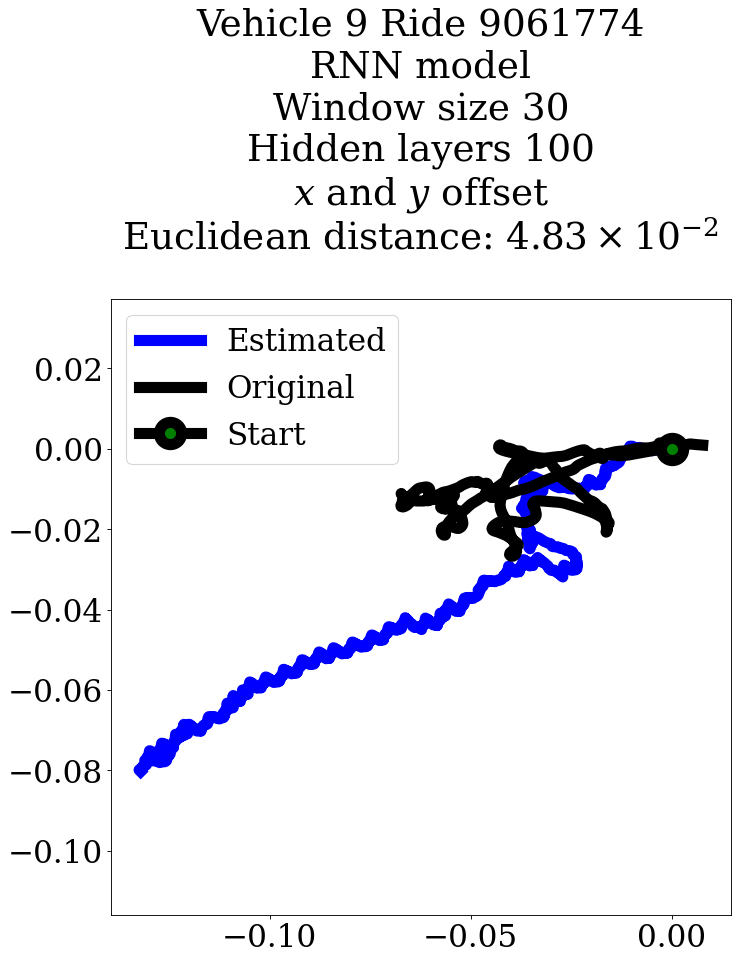 Vehicle 9 Ride 9061774
RNN model
Window size 30
Hidden layers 100
x and y offset
Euclidean distance: 4.83 × 10⁻²
Estimated
Original
Start
0.02
0.00
−0.02
−0.04
−0.06
−0.08
−0.10
−0.10
−0.05
0.00